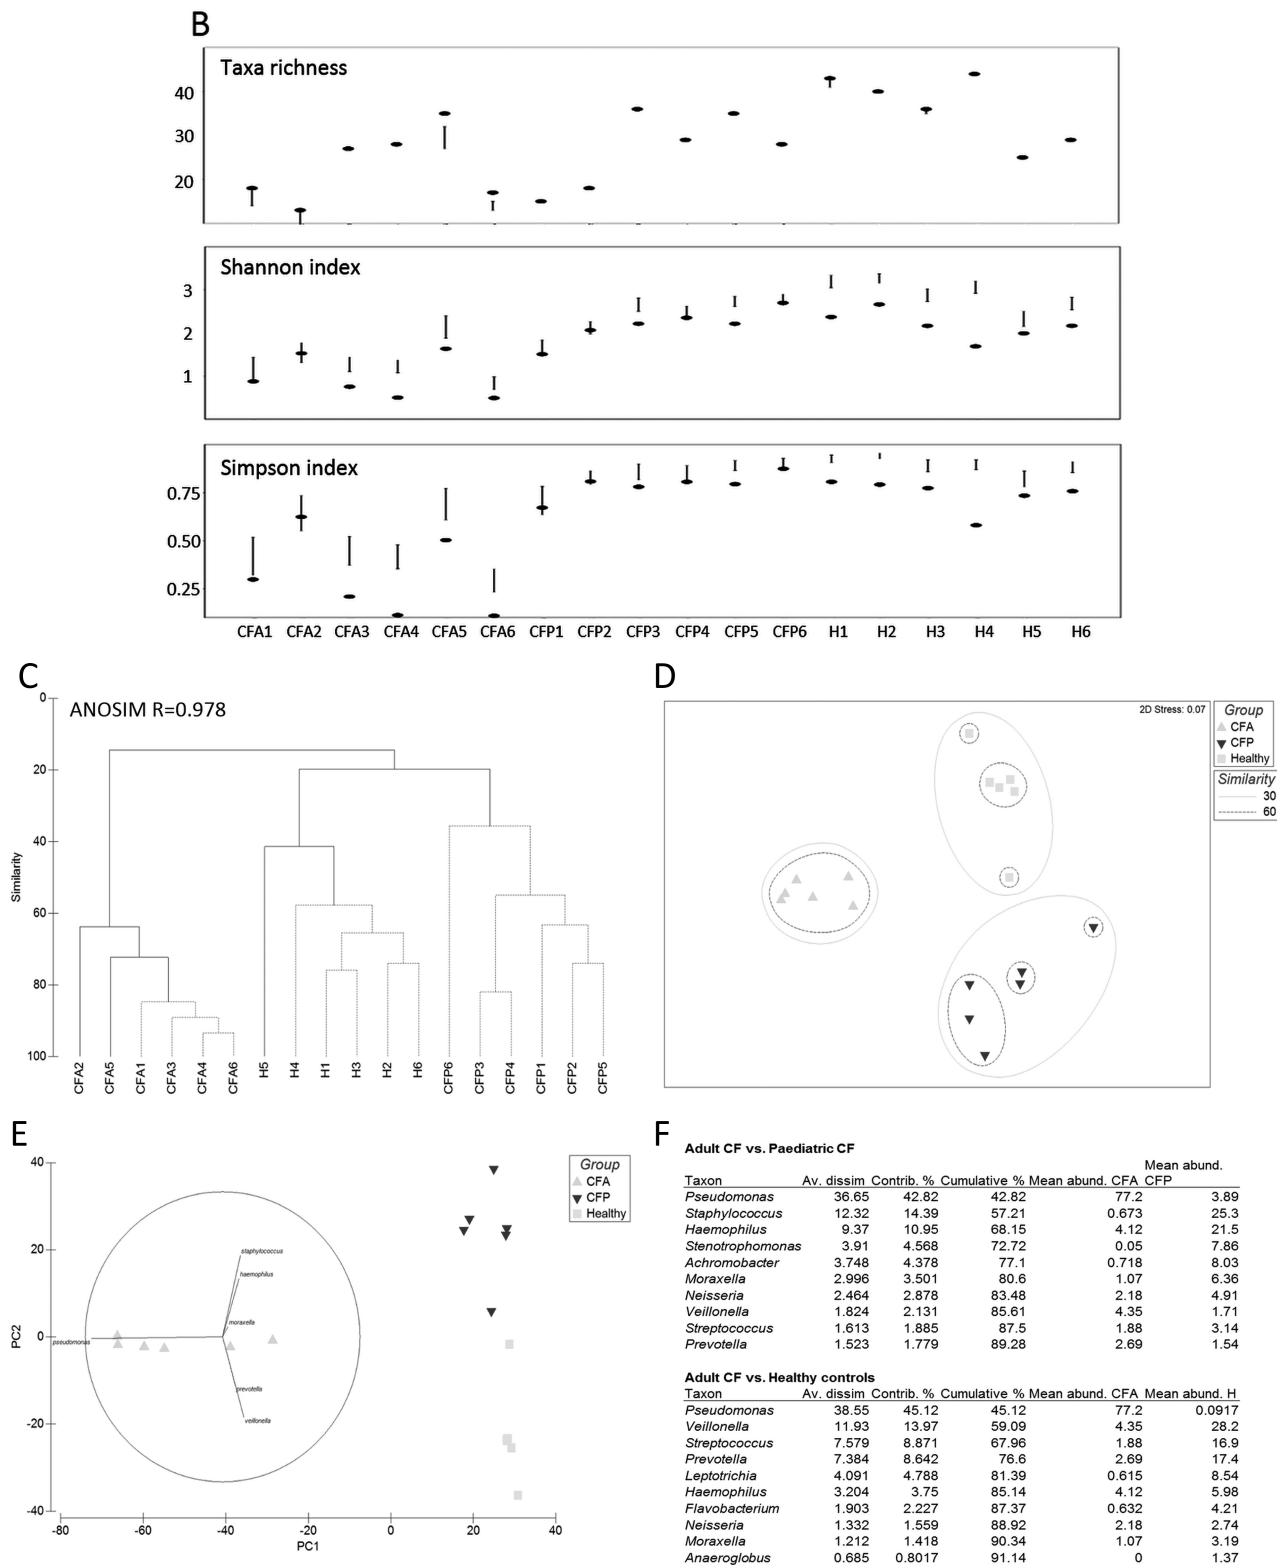 B
Taxa richness
40
30
20
Shannon index
3
2
1
Simpson index
0.75
0.50
0.25
CFA1 CFA2 CFA3 CFA4 CFA5 CFA6 CFP1 CFP2 CFP3 CFP4 CFP5 CFP6 H1 H2 H3 H4 H5 H6
C
ANOSIM R=0.978
Similarity
0
20
40
60
80
100
CFA2 CFA5 CFA1 CFA3 CFA4 CFA6 H5 H4 H1 H3 H2 H6 CFP6 CFP3 CFP4 CFP1 CFP2 CFP5
D
2D Stress: 0.07
Group
CFA
CFP
Healthy
Similarity
30
60
E
PC2
40
20
0
-20
-40
staphylococcus
haemophilus
moraxella
pseudomonas
prevotella
veillonella
-80 -60 -40 -20 0 20 40
PC1
Group
CFA
CFP
Healthy
F
Adult CF vs. Paediatric CF
Mean abund.
Taxon Av. dissim Contrib. % Cumulative % Mean abund. CFA CFP
Pseudomonas 36.65 42.82 42.82 77.2 3.89
Staphylococcus 12.32 14.39 57.21 0.673 25.3
Haemophilus 9.37 10.95 68.15 4.12 21.5
Stenotrophomonas 3.91 4.568 72.72 0.05 7.86
Achromobacter 3.748 4.378 77.1 0.718 8.03
Moraxella 2.996 3.501 80.6 1.07 6.36
Neisseria 2.464 2.878 83.48 2.18 4.91
Veillonella 1.824 2.131 85.61 4.35 1.71
Streptococcus 1.613 1.885 87.5 1.88 3.14
Prevotella 1.523 1.779 89.28 2.69 1.54
Adult CF vs. Healthy controls
Taxon Av. dissim Contrib. % Cumulative % Mean abund. CFA Mean abund. H
Pseudomonas 38.55 45.12 45.12 77.2 0.0917
Veillonella 11.93 13.97 59.09 4.35 28.2
Streptococcus 7.579 8.871 67.96 1.88 16.9
Prevotella 7.384 8.642 76.6 2.69 17.4
Leptotrichia 4.091 4.788 81.39 0.615 8.54
Haemophilus 3.204 3.75 85.14 4.12 5.98
Flavobacterium 1.903 2.227 87.37 0.632 4.21
Neisseria 1.332 1.559 88.92 2.18 2.74
Moraxella 1.212 1.418 90.34 1.07 3.19
Anaeroglobus 0.685 0.8017 91.14 0 1.37